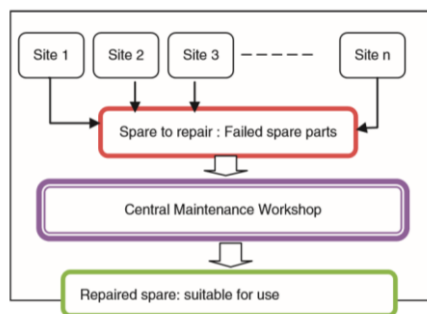 Site 1
Site 2
Site 3
Site n
Spare to repair : Failed spare parts
Central Maintenance Workshop
Repaired spare: suitable for use